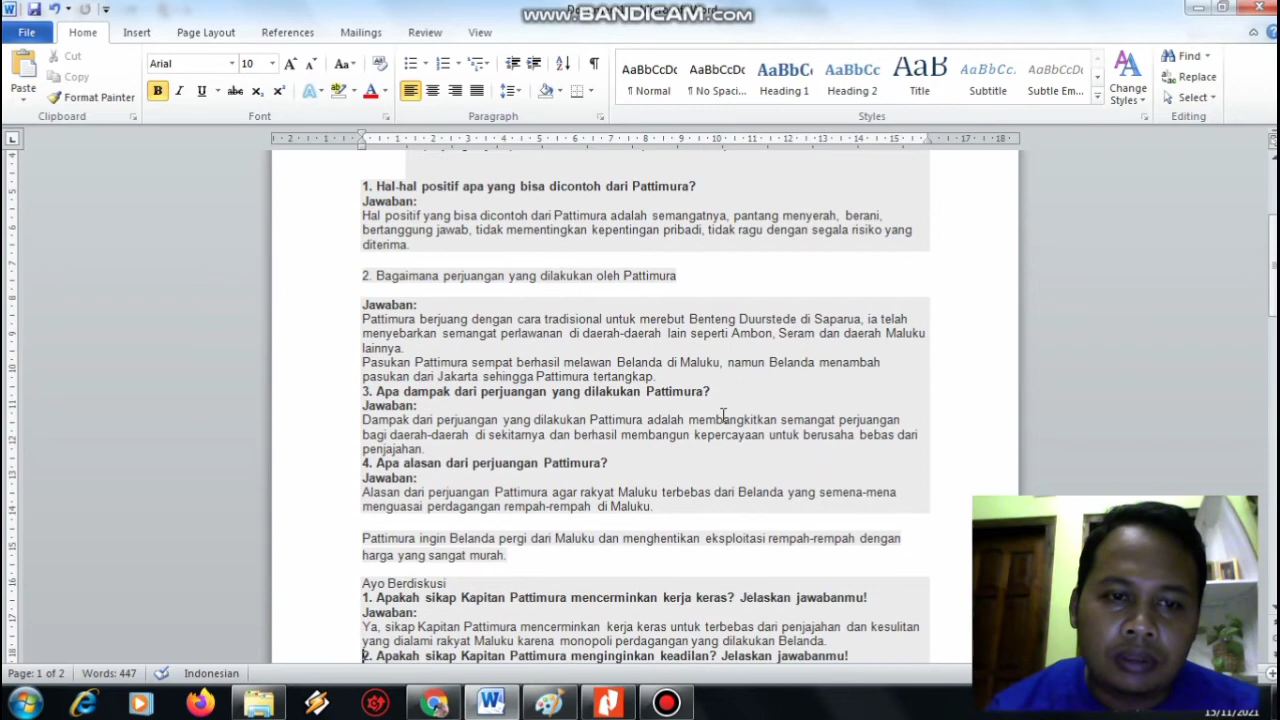 www.BANDICAM.com
File Home Insert Page Layout References Mailings Review View
Paste
Cut
Copy
Format Painter
Clipboard
Arial 10
Font
Paragraph
AaBbCcDc AaBbCcDc AaBbC( AaBbCc AaB AaBbCc. AaBbCcDc
¶ Normal ¶ No Spaci... Heading 1 Heading 2 Title Subtitle Subtle Em...
Styles
Change Styles
Find
Replace
Select
Editing
1. Hal-hal positif apa yang bisa dicontoh dari Pattimura?
Jawaban:
Hal positif yang bisa dicontoh dari Pattimura adalah semangatnya, pantang menyerah, berani,
bertanggung jawab, tidak mementingkan kepentingan pribadi, tidak ragu dengan segala risiko yang
diterima.
2. Bagaimana perjuangan yang dilakukan oleh Pattimura
Jawaban:
Pattimura berjuang dengan cara tradisional untuk merebut Benteng Duurstede di Saparua, ia telah
menyebarkan semangat perlawanan di daerah-daerah lain seperti Ambon, Seram dan daerah Maluku
lainnya.
Pasukan Pattimura sempat berhasil melawan Belanda di Maluku, namun Belanda menambah
pasukan dari Jakarta sehingga Pattimura tertangkap.
3. Apa dampak dari perjuangan yang dilakukan Pattimura?
Jawaban:
Dampak dari perjuangan yang dilakukan Pattimura adalah membangkitkan semangat perjuangan
bagi daerah-daerah di sekitarnya dan berhasil membangun kepercayaan untuk berusaha bebas dari
penjajahan.
4. Apa alasan dari perjuangan Pattimura?
Jawaban:
Alasan dari perjuangan Pattimura agar rakyat Maluku terbebas dari Belanda yang semena-mena
menguasai perdagangan rempah-rempah di Maluku.
Pattimura ingin Belanda pergi dari Maluku dan menghentikan eksploitasi rempah-rempah dengan
harga yang sangat murah.
Ayo Berdiskusi
1. Apakah sikap Kapitan Pattimura mencerminkan kerja keras? Jelaskan jawabanmu!
Jawaban:
Ya, sikap Kapitan Pattimura mencerminkan kerja keras untuk terbebas dari penjajahan dan kesulitan
yang dialami rakyat Maluku karena monopoli perdagangan yang dilakukan Belanda.
2. Apakah sikap Kapitan Pattimura menginginkan keadilan? Jelaskan jawabanmu!
Page: 1 of 2 Words: 447 Indonesian
15/11/2021